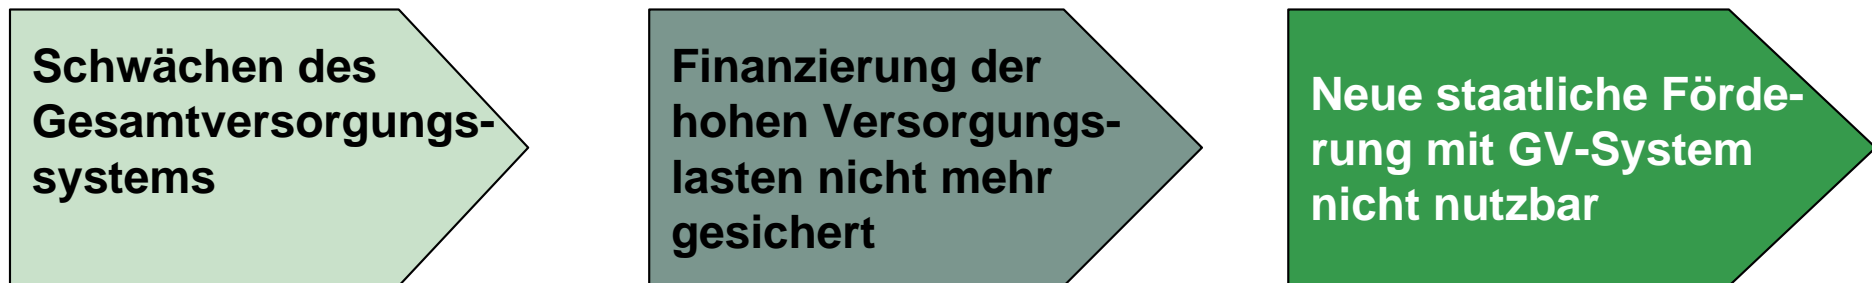 Schwächen des
Gesamtversorgungs-
systems
Finanzierung der
hohen Versorgungs-
lasten nicht mehr
gesichert
Neue staatliche Förde-
rung mit GV-System
nicht nutzbar